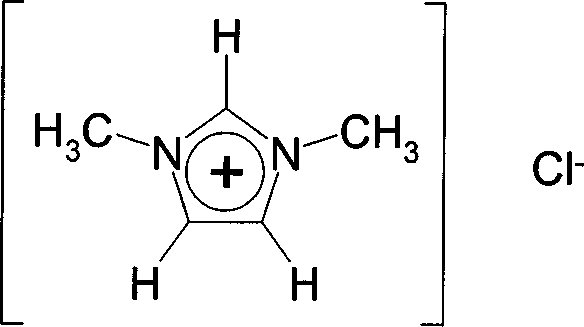 H
H₃C N + N CH₃
Cl⁻
H H